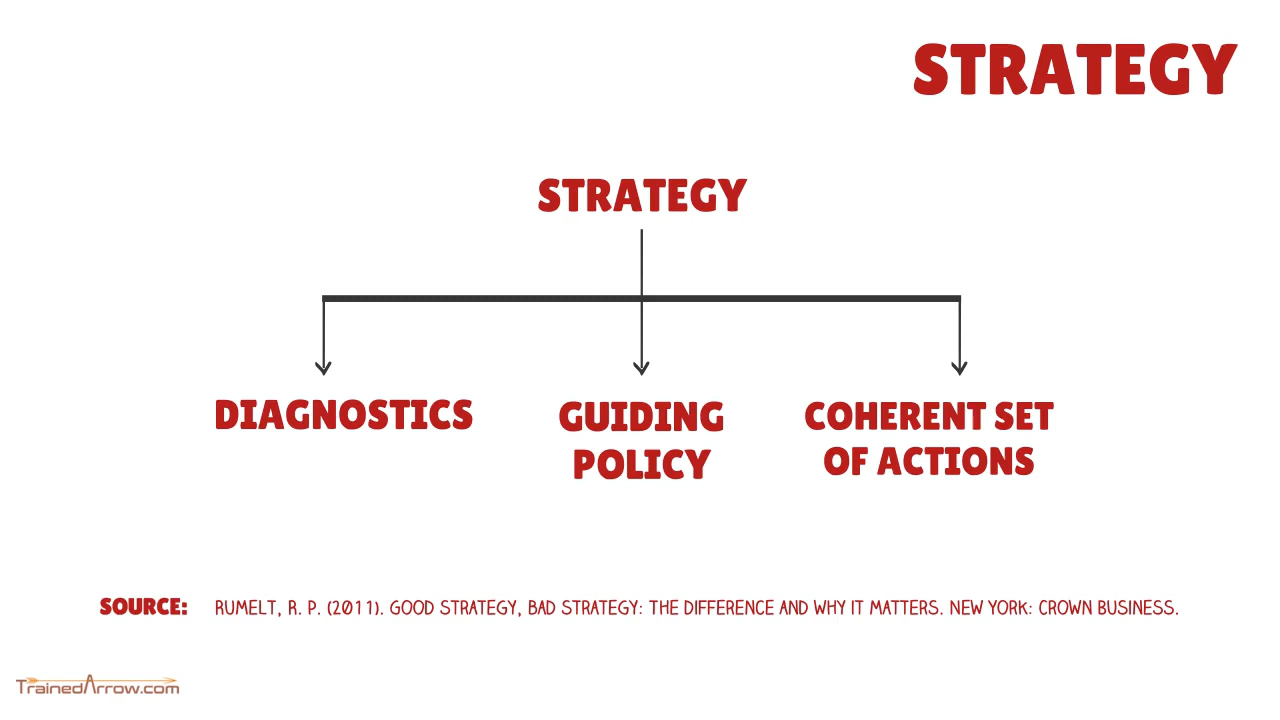 STRATEGY
STRATEGY
DIAGNOSTICS
GUIDING
POLICY
COHERENT SET
OF ACTIONS
SOURCE: RUMELT, R. P. (2011). GOOD STRATEGY, BAD STRATEGY: THE DIFFERENCE AND WHY IT MATTERS. NEW YORK: CROWN BUSINESS.
TrainedArrow.com